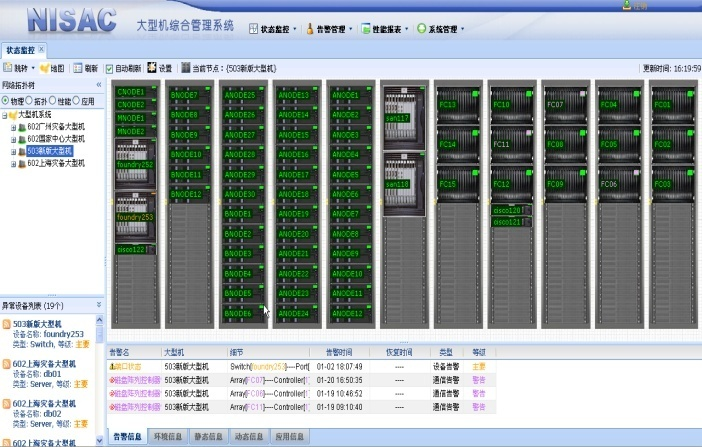 注销
NISAC 大型机综合管理系统 状态监控 告警管理 性能报表 系统管理
状态监控
跳转 地图 刷新 自动刷新 设置 当前节点：{503新版大型机} 更新时间: 16:19:59
网络拓扑树
物理 拓扑 性能 应用
大型机系统
602广州灾备大型机
602国家中心大型机
503新版大型机
602上海灾备大型机
CNODE1
CNODE2
MNODE1
MNODE2
foundry252
foundry253
cisco122
BNODE7
BNODE8
BNODE9
BNODE10
BNODE11
BNODE12
ANODE25
ANODE26
ANODE27
ANODE28
ANODE29
ANODE30
BNODE1
BNODE2
BNODE3
BNODE4
BNODE5
BNODE6
ANODE13
ANODE14
ANODE15
ANODE16
ANODE17
ANODE18
ANODE19
ANODE20
ANODE21
ANODE22
ANODE23
ANODE24
ANODE1
ANODE2
ANODE3
ANODE4
ANODE5
ANODE6
ANODE7
ANODE8
ANODE9
ANODE10
ANODE11
ANODE12
san117
san118
FC13
FC14
FC15
FC10
FC11
FC12
cisco120
cisco121
FC07
FC08
FC09
FC04
FC05
FC06
FC01
FC02
FC03
异常设备列表 (19个)
503新版大型机
设备名称: foundry253
类型: Switch, 等级: 主要
602上海灾备大型机
设备名称: db01
类型: Server, 等级: 主要
602上海灾备大型机
设备名称: db02
类型: Server, 等级: 主要
602上海灾备大型机
告警名 大型机 细节 告警时间 恢复时间 类型 等级
端口状态 503新版大型机 Switch[foundry253]----Port[ 01-02 18:07:49 ---- 设备告警 主要
磁盘阵列控制器 503新版大型机 Array[FC07]----Controller[ 01-20 16:50:35 ---- 通信告警 警告
磁盘阵列控制器 503新版大型机 Array[FC06]----Controller[ 01-19 10:46:52 ---- 通信告警 警告
磁盘阵列控制器 503新版大型机 Array[FC11]----Controller[ 01-19 09:10:40 ---- 通信告警 警告
告警信息 环境信息 静态信息 动态信息 应用信息